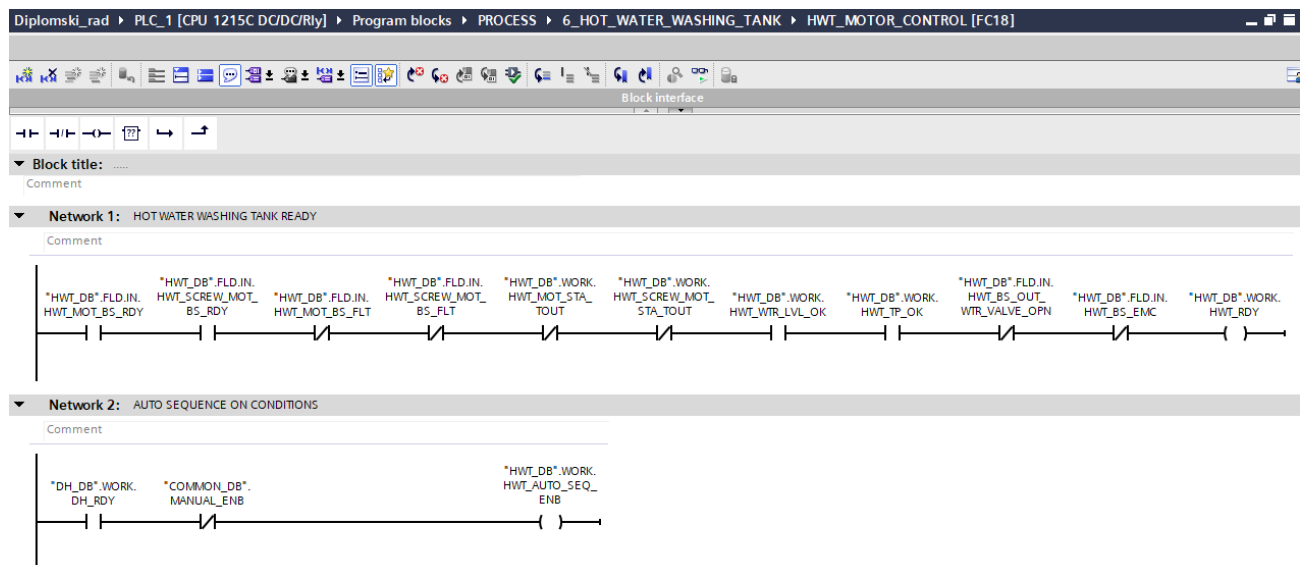 Diplomski_rad ▸ PLC_1 [CPU 1215C DC/DC/Rly] ▸ Program blocks ▸ PROCESS ▸ 6_HOT_WATER_WASHING_TANK ▸ HWT_MOTOR_CONTROL [FC18]
Block interface
??
Block title: .....
Comment
Network 1: HOT WATER WASHING TANK READY
Comment
"HWT_DB".FLD.IN.
HWT_MOT_BS_RDY
"HWT_DB".FLD.IN.
HWT_SCREW_MOT_
BS_RDY
"HWT_DB".FLD.IN.
HWT_MOT_BS_FLT
"HWT_DB".FLD.IN.
HWT_SCREW_MOT_
BS_FLT
"HWT_DB".WORK.
HWT_MOT_STA_
TOUT
"HWT_DB".WORK.
HWT_SCREW_MOT_
STA_TOUT
"HWT_DB".WORK.
HWT_WTR_LVL_OK
"HWT_DB".WORK.
HWT_TP_OK
"HWT_DB".FLD.IN.
HWT_BS_OUT_
WTR_VALVE_OPN
"HWT_DB".FLD.IN.
HWT_BS_EMC
"HWT_DB".WORK.
HWT_RDY
Network 2: AUTO SEQUENCE ON CONDITIONS
Comment
"DH_DB".WORK.
DH_RDY
"COMMON_DB".
MANUAL_ENB
"HWT_DB".WORK.
HWT_AUTO_SEQ_
ENB